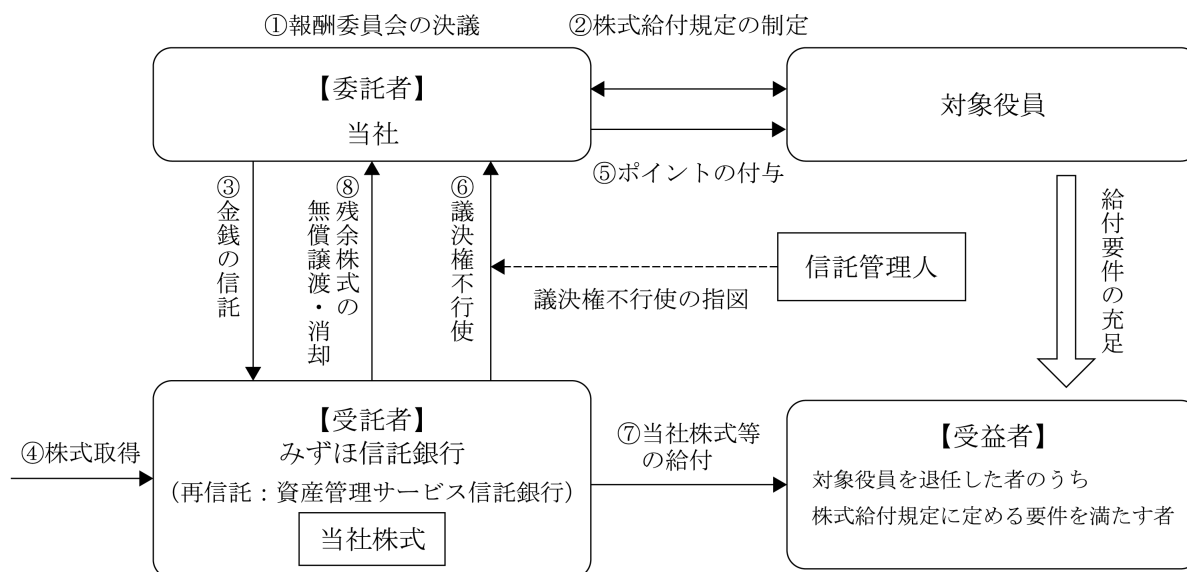 ①報酬委員会の決議
②株式給付規定の制定
【委託者】
当社
対象役員
⑤ポイントの付与
③金銭の信託
⑧残余株式の
無償譲渡・消却
⑥議決権不行使
給付要件の充足
信託管理人
議決権不行使の指図
④株式取得
【受託者】
みずほ信託銀行
（再信託：資産管理サービス信託銀行）
当社株式
⑦当社株式等
の給付
【受益者】
対象役員を退任した者のうち
株式給付規定に定める要件を満たす者